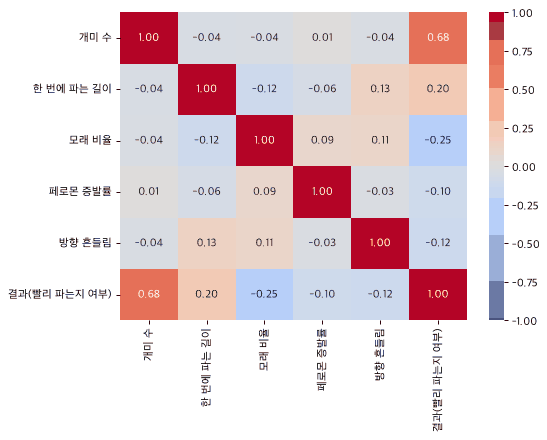 개미 수
1.00 -0.04 -0.04 0.01 -0.04 0.68
한 번에 파는 길이
-0.04 1.00 -0.12 -0.06 0.13 0.20
모래 비율
-0.04 -0.12 1.00 0.09 0.11 -0.25
페로몬 증발률
0.01 -0.06 0.09 1.00 -0.03 -0.10
방향 흔들림
-0.04 0.13 0.11 -0.03 1.00 -0.12
결과(빨리 파는지 여부)
0.68 0.20 -0.25 -0.10 -0.12 1.00
개미 수
한 번에 파는 길이
모래 비율
페로몬 증발률
방향 흔들림
결과(빨리 파는지 여부)
1.00
0.75
0.50
0.25
0.00
-0.25
-0.50
-0.75
-1.00